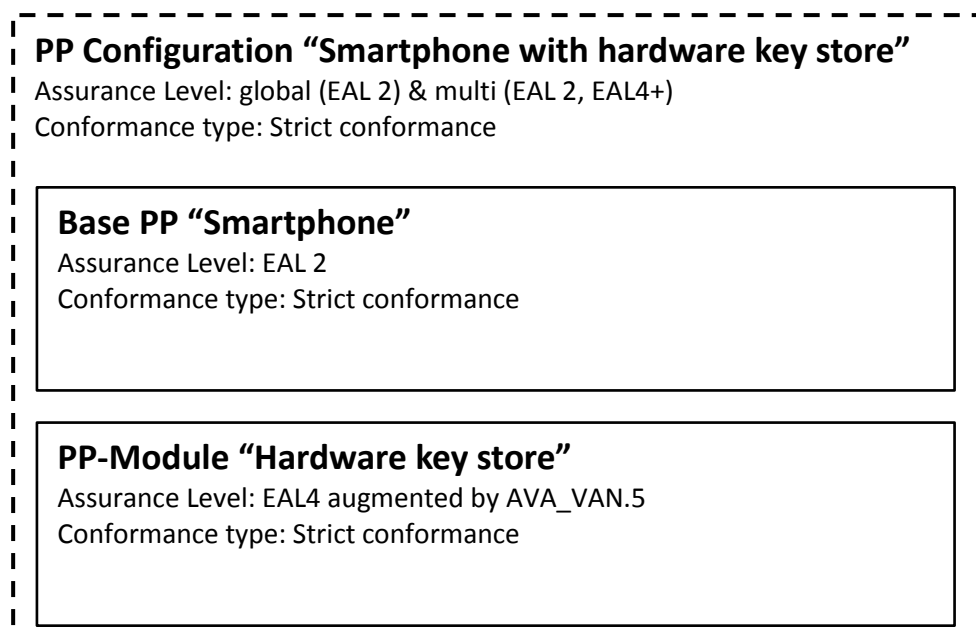 PP Configuration “Smartphone with hardware key store”
Assurance Level: global (EAL 2) & multi (EAL 2, EAL4+)
Conformance type: Strict conformance
Base PP “Smartphone”
Assurance Level: EAL 2
Conformance type: Strict conformance
PP-Module “Hardware key store”
Assurance Level: EAL4 augmented by AVA_VAN.5
Conformance type: Strict conformance